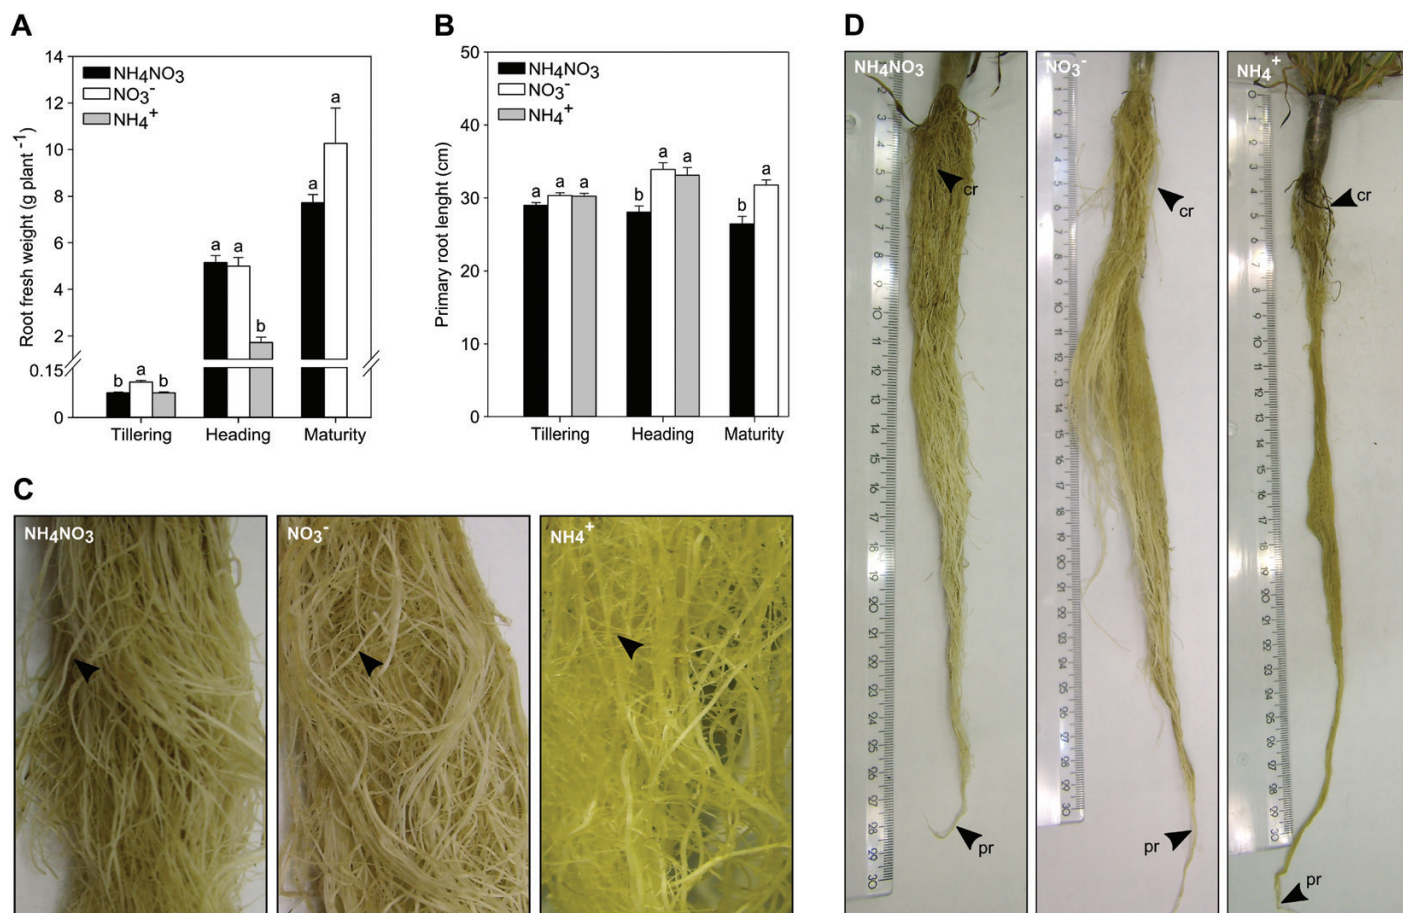 A
Root fresh weight (g plant -1)
14
12
10
8
6
4
2
0.15
0
NH4NO3
NO3-
NH4+
b
a
b
a
a
b
a
a
Tillering
Heading
Maturity
B
Primary root lenght (cm)
50
40
30
20
10
0
NH4NO3
NO3-
NH4+
a
a
a
b
a
a
b
a
Tillering
Heading
Maturity
C
NH4NO3
NO3-
NH4+
D
NH4NO3
cr
pr
NO3-
cr
pr
NH4+
cr
pr